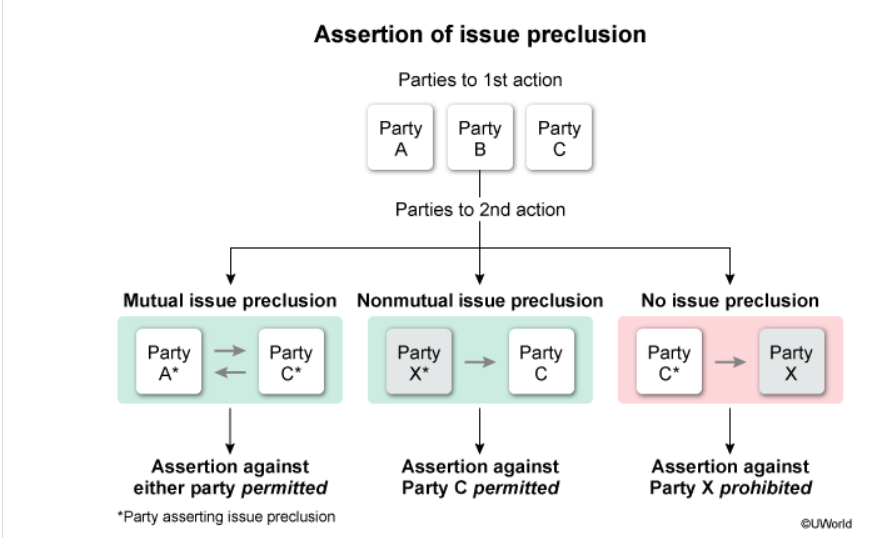 Assertion of issue preclusion
Parties to 1st action
Party
A
Party
B
Party
C
Parties to 2nd action
Mutual issue preclusion
Party
A*
Party
C*
Assertion against
either party permitted
Nonmutual issue preclusion
Party
X*
Party
C
Assertion against
Party C permitted
No issue preclusion
Party
C*
Party
X
Assertion against
Party X prohibited
*Party asserting issue preclusion
©UWorld